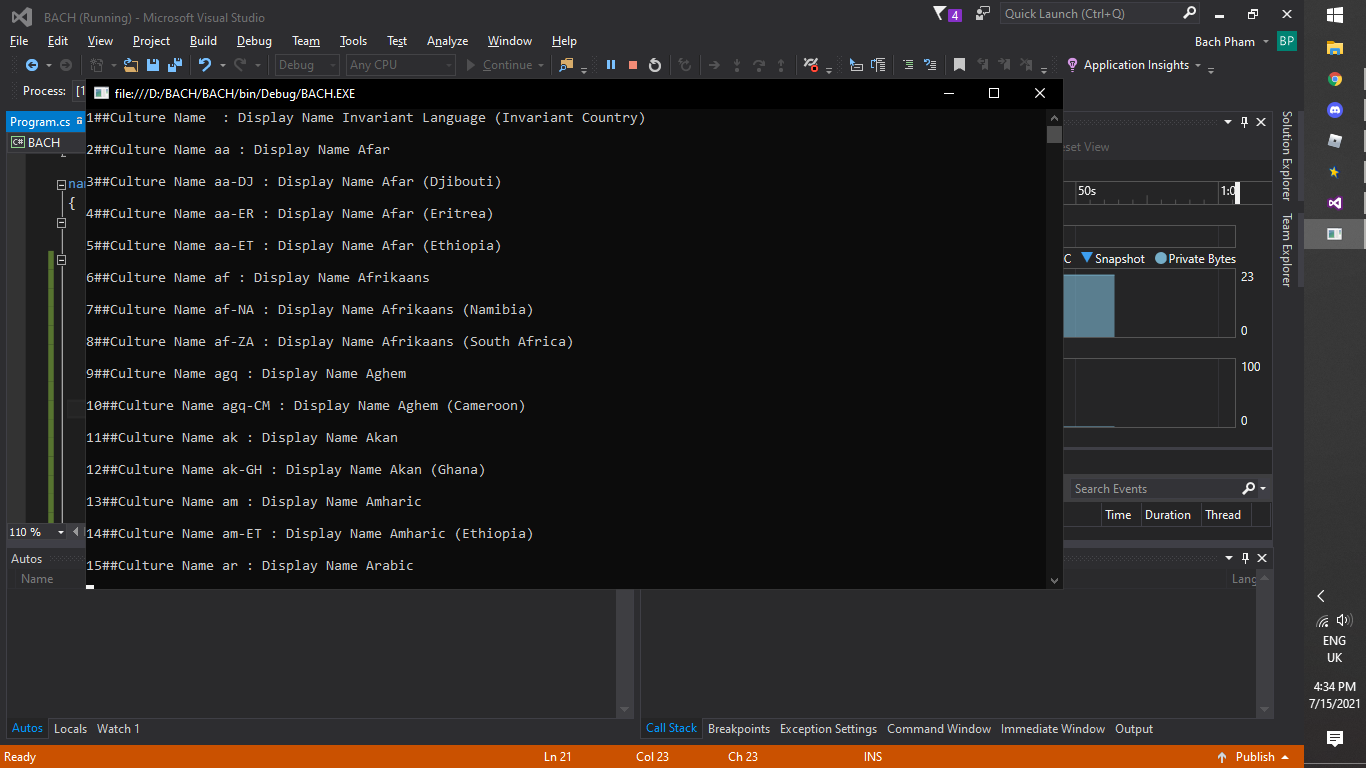 BACH (Running) - Microsoft Visual Studio
4
Quick Launch (Ctrl+Q)
File Edit View Project Build Debug Team Tools Test Analyze Window Help
Bach Pham BP
Debug Any CPU Continue Application Insights
Process: [1
file:///D:/BACH/BACH/bin/Debug/BACH.EXE
Program.cs
C# BACH
1##Culture Name  : Display Name Invariant Language (Invariant Country)
2##Culture Name aa : Display Name Afar
3##Culture Name aa-DJ : Display Name Afar (Djibouti)
4##Culture Name aa-ER : Display Name Afar (Eritrea)
5##Culture Name aa-ET : Display Name Afar (Ethiopia)
6##Culture Name af : Display Name Afrikaans
7##Culture Name af-NA : Display Name Afrikaans (Namibia)
8##Culture Name af-ZA : Display Name Afrikaans (South Africa)
9##Culture Name agq : Display Name Aghem
10##Culture Name agq-CM : Display Name Aghem (Cameroon)
11##Culture Name ak : Display Name Akan
12##Culture Name ak-GH : Display Name Akan (Ghana)
13##Culture Name am : Display Name Amharic
14##Culture Name am-ET : Display Name Amharic (Ethiopia)
15##Culture Name ar : Display Name Arabic
nam
{
110 %
eset View
50s 1:0
C Snapshot Private Bytes
23
0
100
0
Search Events
Time Duration Thread
Lang
Solution Explorer
Team Explorer
Autos
Name
Autos Locals Watch 1
Call Stack Breakpoints Exception Settings Command Window Immediate Window Output
Ready Ln 21 Col 23 Ch 23 INS Publish
ENG
UK
4:34 PM
7/15/2021